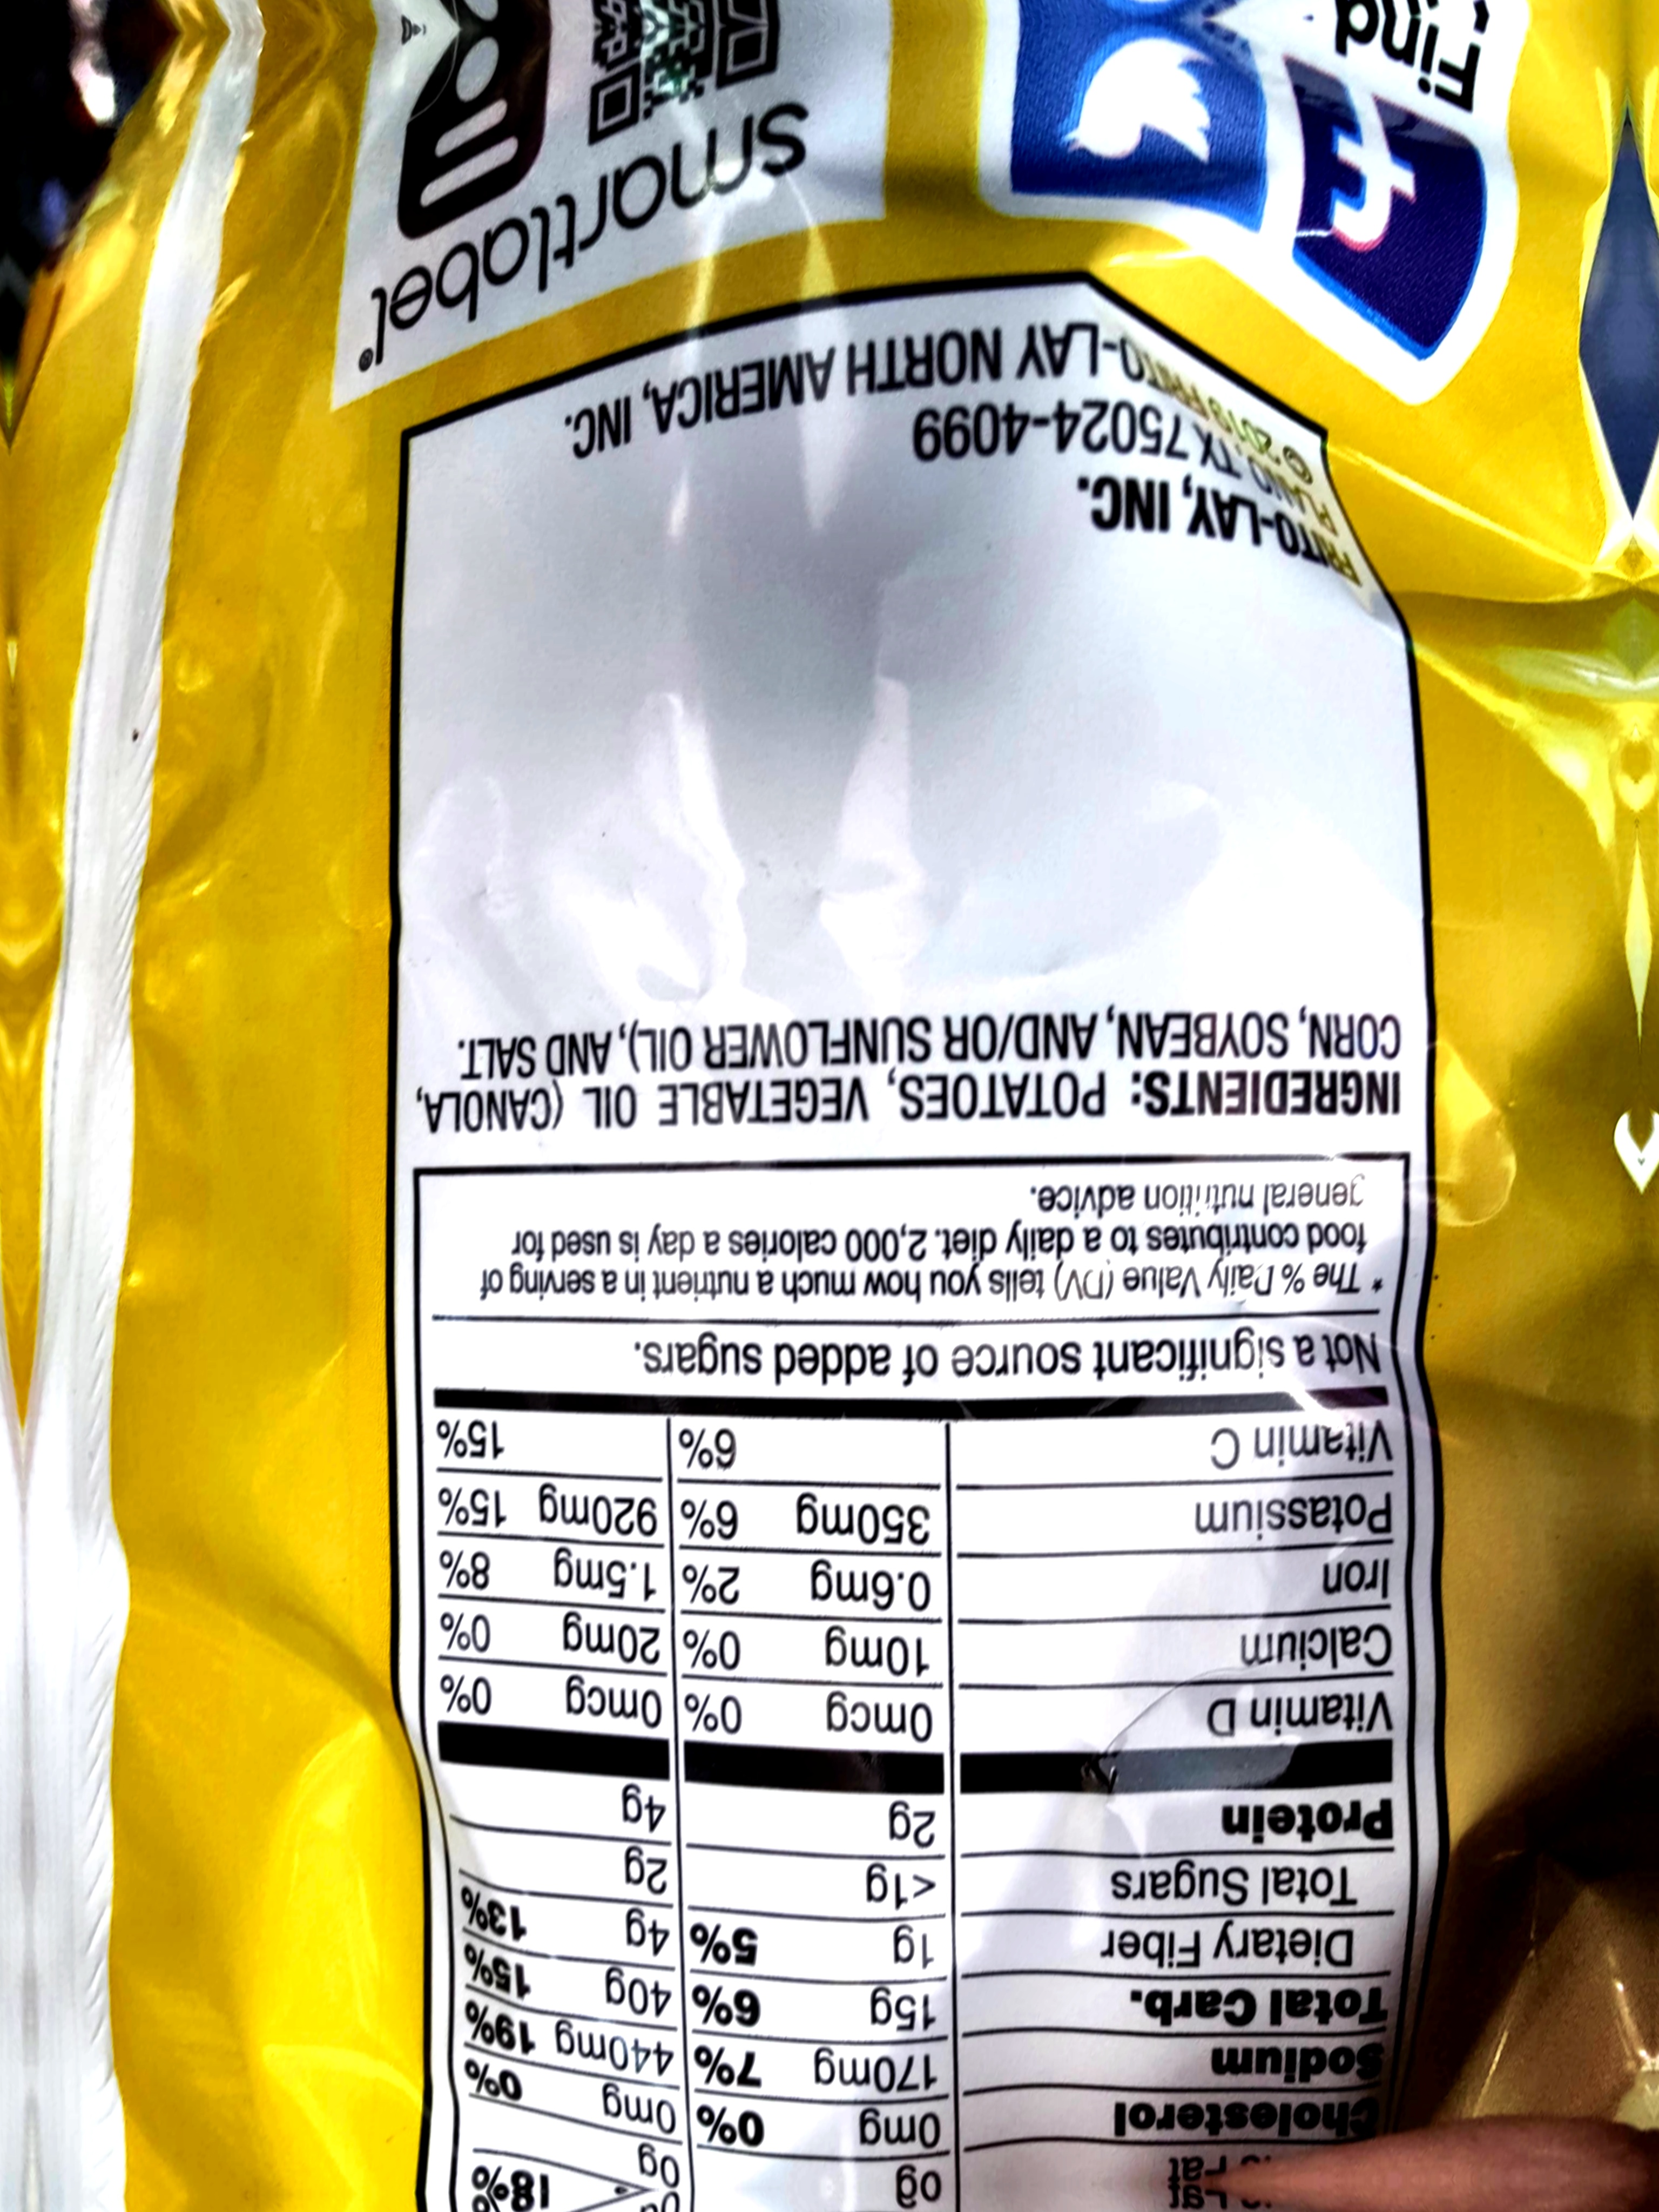 18%
0g 0g
Cholesterol 0mg 0% 0mg 0%
Sodium 170mg 7% 440mg 19%
Total Carb. 15g 6% 40g 15%
Dietary Fiber 1g 5% 4g 13%
Total Sugars <1g 2g
Protein 2g 4g
Vitamin D 0mcg 0% 0mcg 0%
Calcium 10mg 0% 20mg 0%
Iron 0.6mg 2% 1.5mg 8%
Potassium 350mg 6% 920mg 15%
Vitamin C 6% 15%
Not a significant source of added sugars.
* The % Daily Value (DV) tells you how much a nutrient in a serving of
food contributes to a daily diet. 2,000 calories a day is used for
general nutrition advice.
INGREDIENTS: POTATOES, VEGETABLE OIL (CANOLA,
CORN, SOYBEAN, AND/OR SUNFLOWER OIL), AND SALT.
FRITO-LAY, INC.
PLANO, TX 75024-4099
FRITO-LAY NORTH AMERICA, INC.
smartlabel®
f
Find